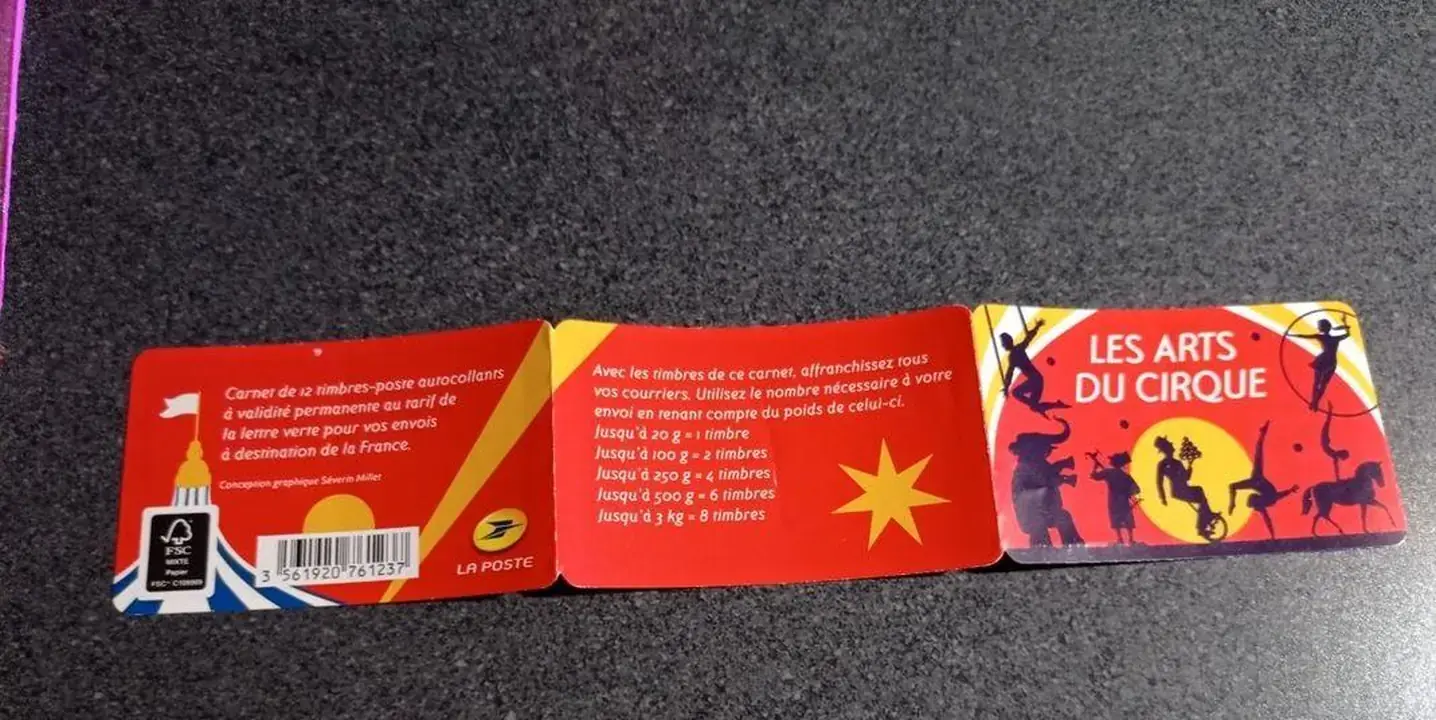 Carnet de 12 timbres-poste autocollants
à validité permanente au tarif de
la lettre verte pour vos envois
à destination de la France.
Conception graphique Séverin Millet
FSC
MIXTE
Papier
3 561920 761237
LA POSTE
Avec les timbres de ce carnet, affranchissez tous
vos courriers. Utilisez le nombre nécessaire à votre
envoi en tenant compte du poids de celui-ci.
Jusqu'à 20 g = 1 timbre
Jusqu'à 100 g = 2 timbres
Jusqu'à 250 g = 4 timbres
Jusqu'à 500 g = 6 timbres
Jusqu'à 3 kg = 8 timbres
LES ARTS
DU CIRQUE